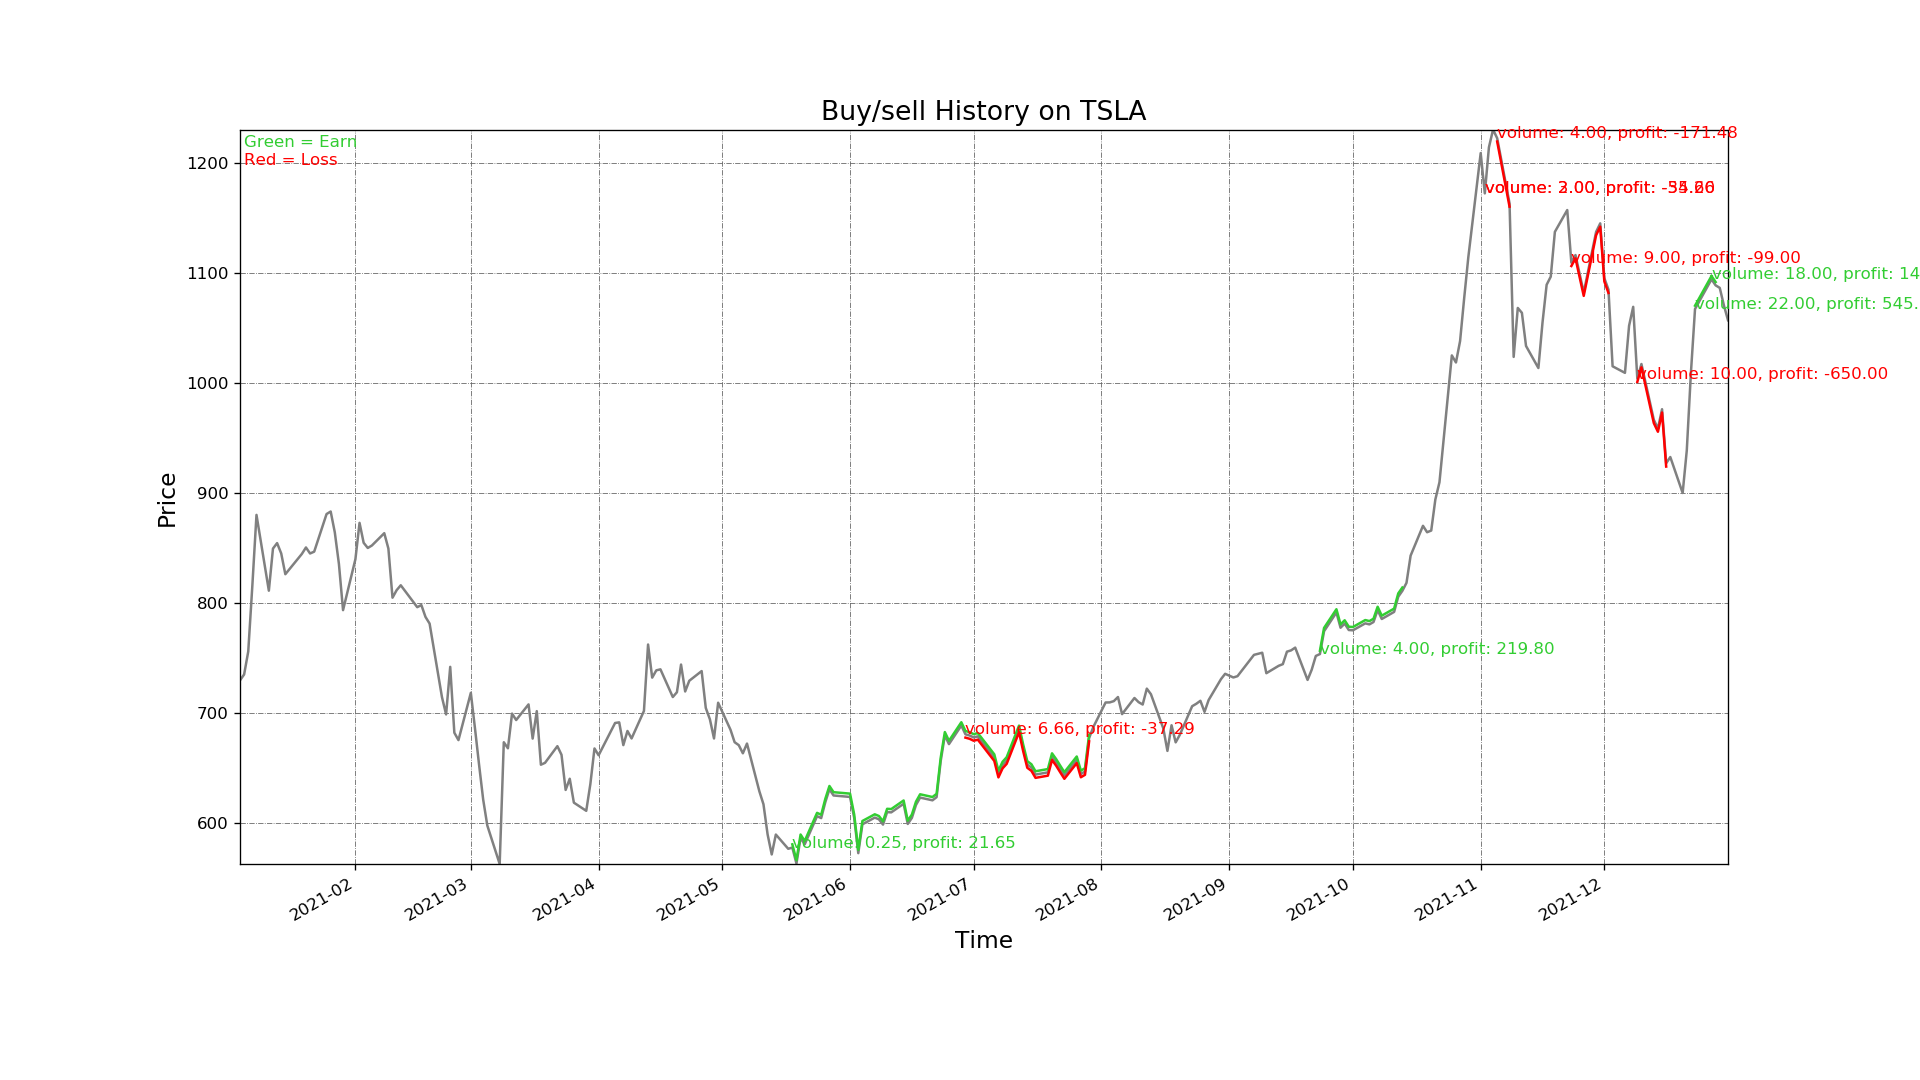 Buy/sell History on TSLA
Green = Earn
Red = Loss
volume: 4.00, profit: -171.48
volume: profit:
volume: 9.00, profit: -99.00
volume: 18.00, profit: 14
volume: 22.00, profit: 545.
volume: 10.00, profit: -650.00
volume: 4.00, profit: 219.80
volume: 6.66, profit: -37.29
volume: 0.25, profit: 21.65
1200
1100
1000
900
800
700
600
Price
2021-02
2021-03
2021-04
2021-05
2021-06
2021-07
2021-08
2021-09
2021-10
2021-11
2021-12
Time